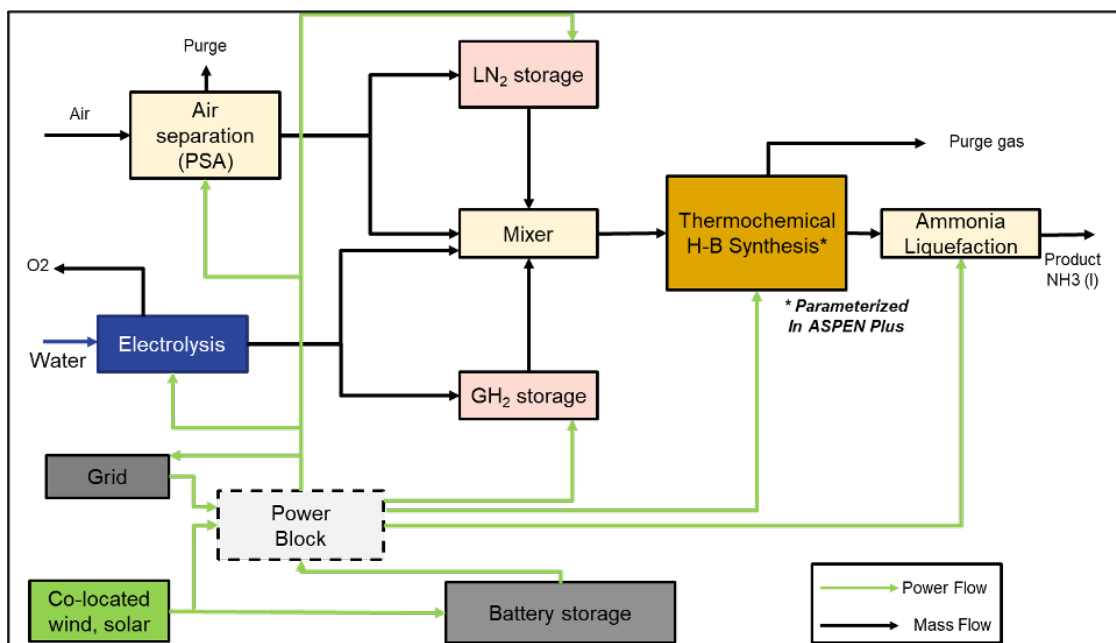 Purge
Air
Air
separation
(PSA)
LN₂ storage
Purge gas
Mixer
Thermochemical
H-B Synthesis*
Ammonia
Liquefaction
Product
NH3 (l)
* Parameterized
In ASPEN Plus
O2
Water
Electrolysis
GH₂ storage
Grid
Power
Block
Co-located
wind, solar
Battery storage
Power Flow
Mass Flow